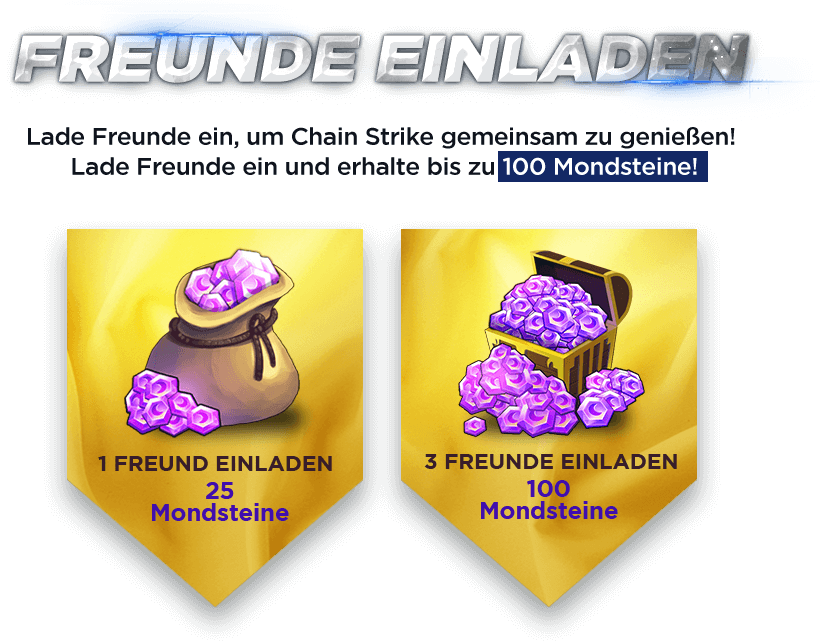 FREUNDE EINLADEN
Lade Freunde ein, um Chain Strike gemeinsam zu genießen!
Lade Freunde ein und erhalte bis zu 100 Mondsteine!
1 FREUND EINLADEN
25
Mondsteine
3 FREUNDE EINLADEN
100
Mondsteine